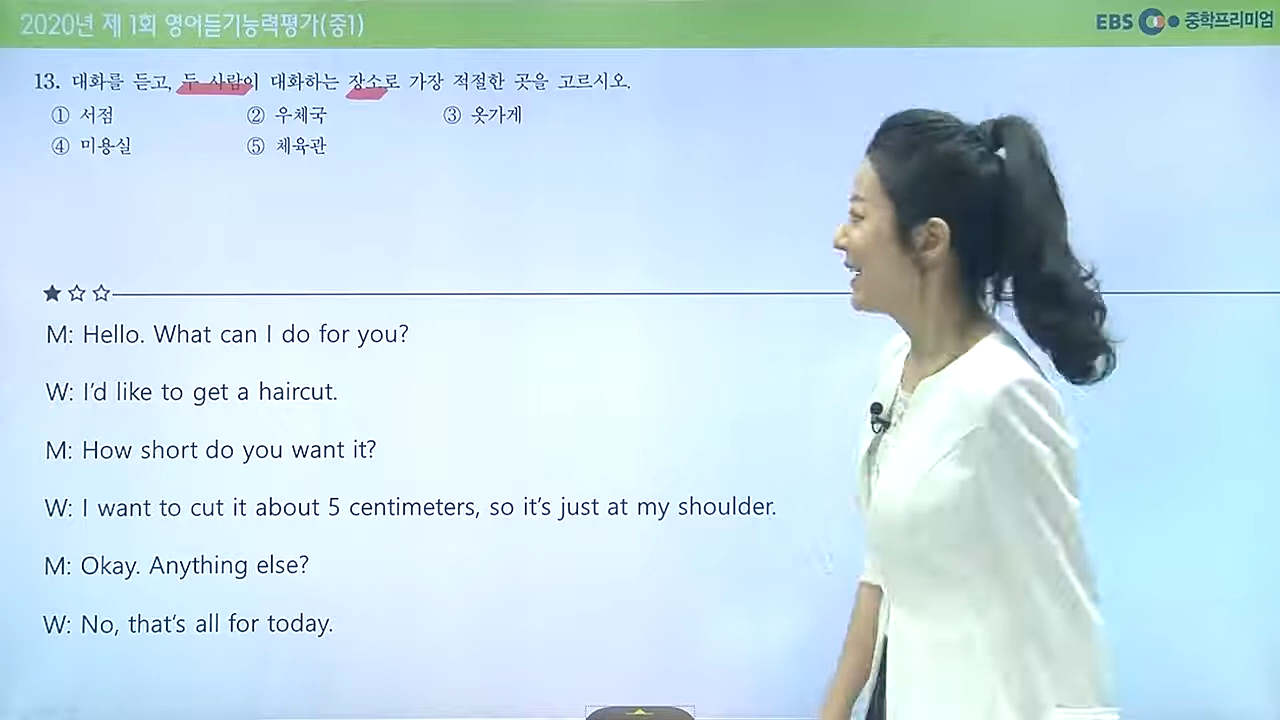 2020년 제 1회 영어듣기능력평가(중1)
EBS 중학프리미엄
13. 대화를 듣고, 두 사람이 대화하는 장소로 가장 적절한 곳을 고르시오.
① 서점 ② 우체국 ③ 옷가게
④ 미용실 ⑤ 체육관
M: Hello. What can I do for you?
W: I'd like to get a haircut.
M: How short do you want it?
W: I want to cut it about 5 centimeters, so it's just at my shoulder.
M: Okay. Anything else?
W: No, that's all for today.